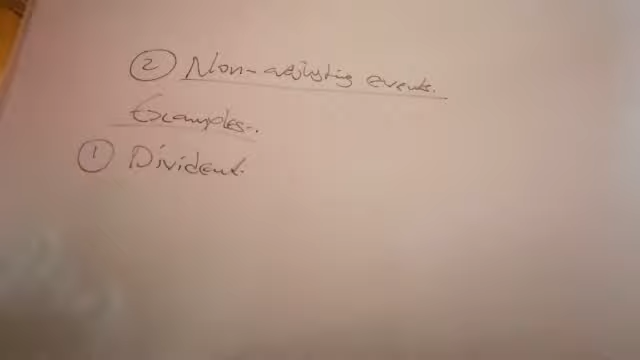 ② Non-adjusting events.
Examples:-
① Divident.